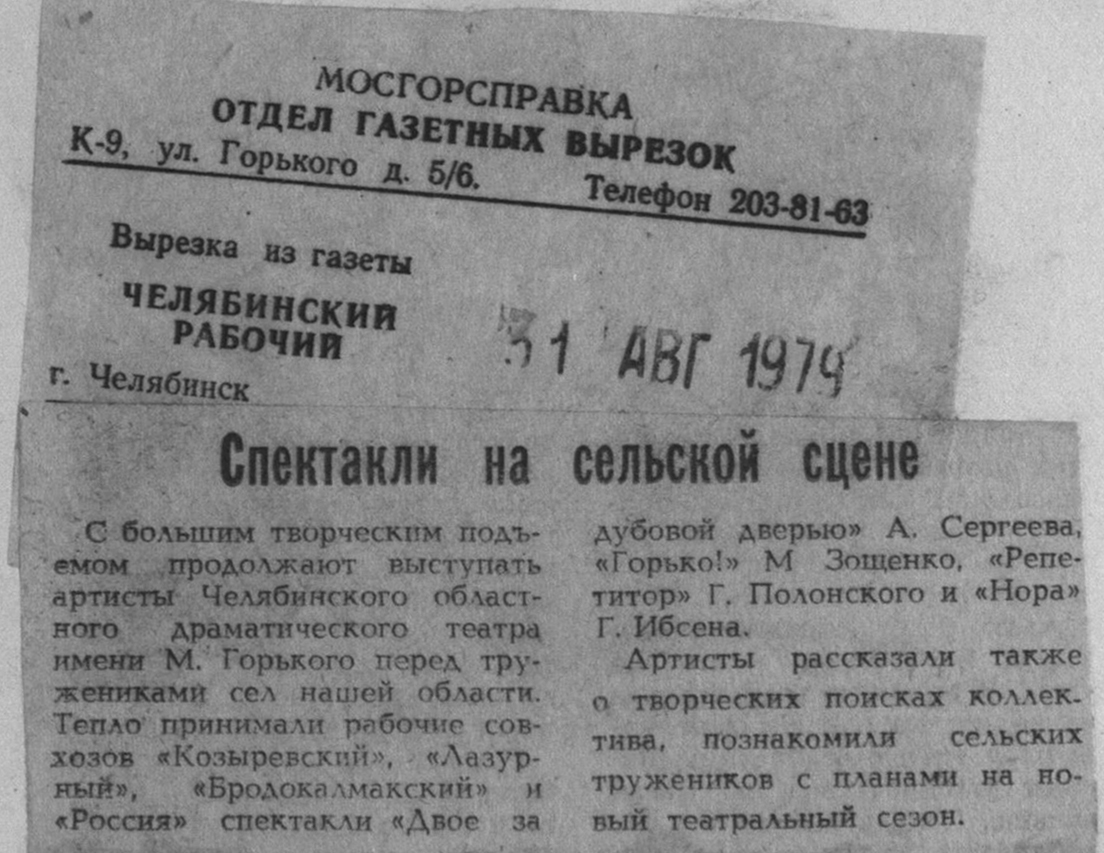 МОСГОРСПРАВКА
ОТДЕЛ ГАЗЕТНЫХ ВЫРЕЗОК
К-9, ул. Горького д. 5/6. Телефон 203-81-63
Вырезка из газеты
ЧЕЛЯБИНСКИЙ
РАБОЧИЙ
г. Челябинск
31 АВГ 1979
Спектакли на сельской сцене
С большим творческим подъ-
емом продолжают выступать
артисты Челябинского област-
ного драматического театра
имени М. Горького перед тру-
жениками сел нашей области.
Тепло принимали рабочие сов-
хозов «Козыревский», «Лазур-
ный», «Бродокалмакский» и
«Россия» спектакли «Двое за
дубовой дверью» А. Сергеева,
«Горько!» М Зощенко, «Репе-
титор» Г. Полонского и «Нора»
Г. Ибсена.
Артисты рассказали также
о творческих поисках коллек-
тива, познакомили сельских
тружеников с планами на но-
вый театральный сезон.